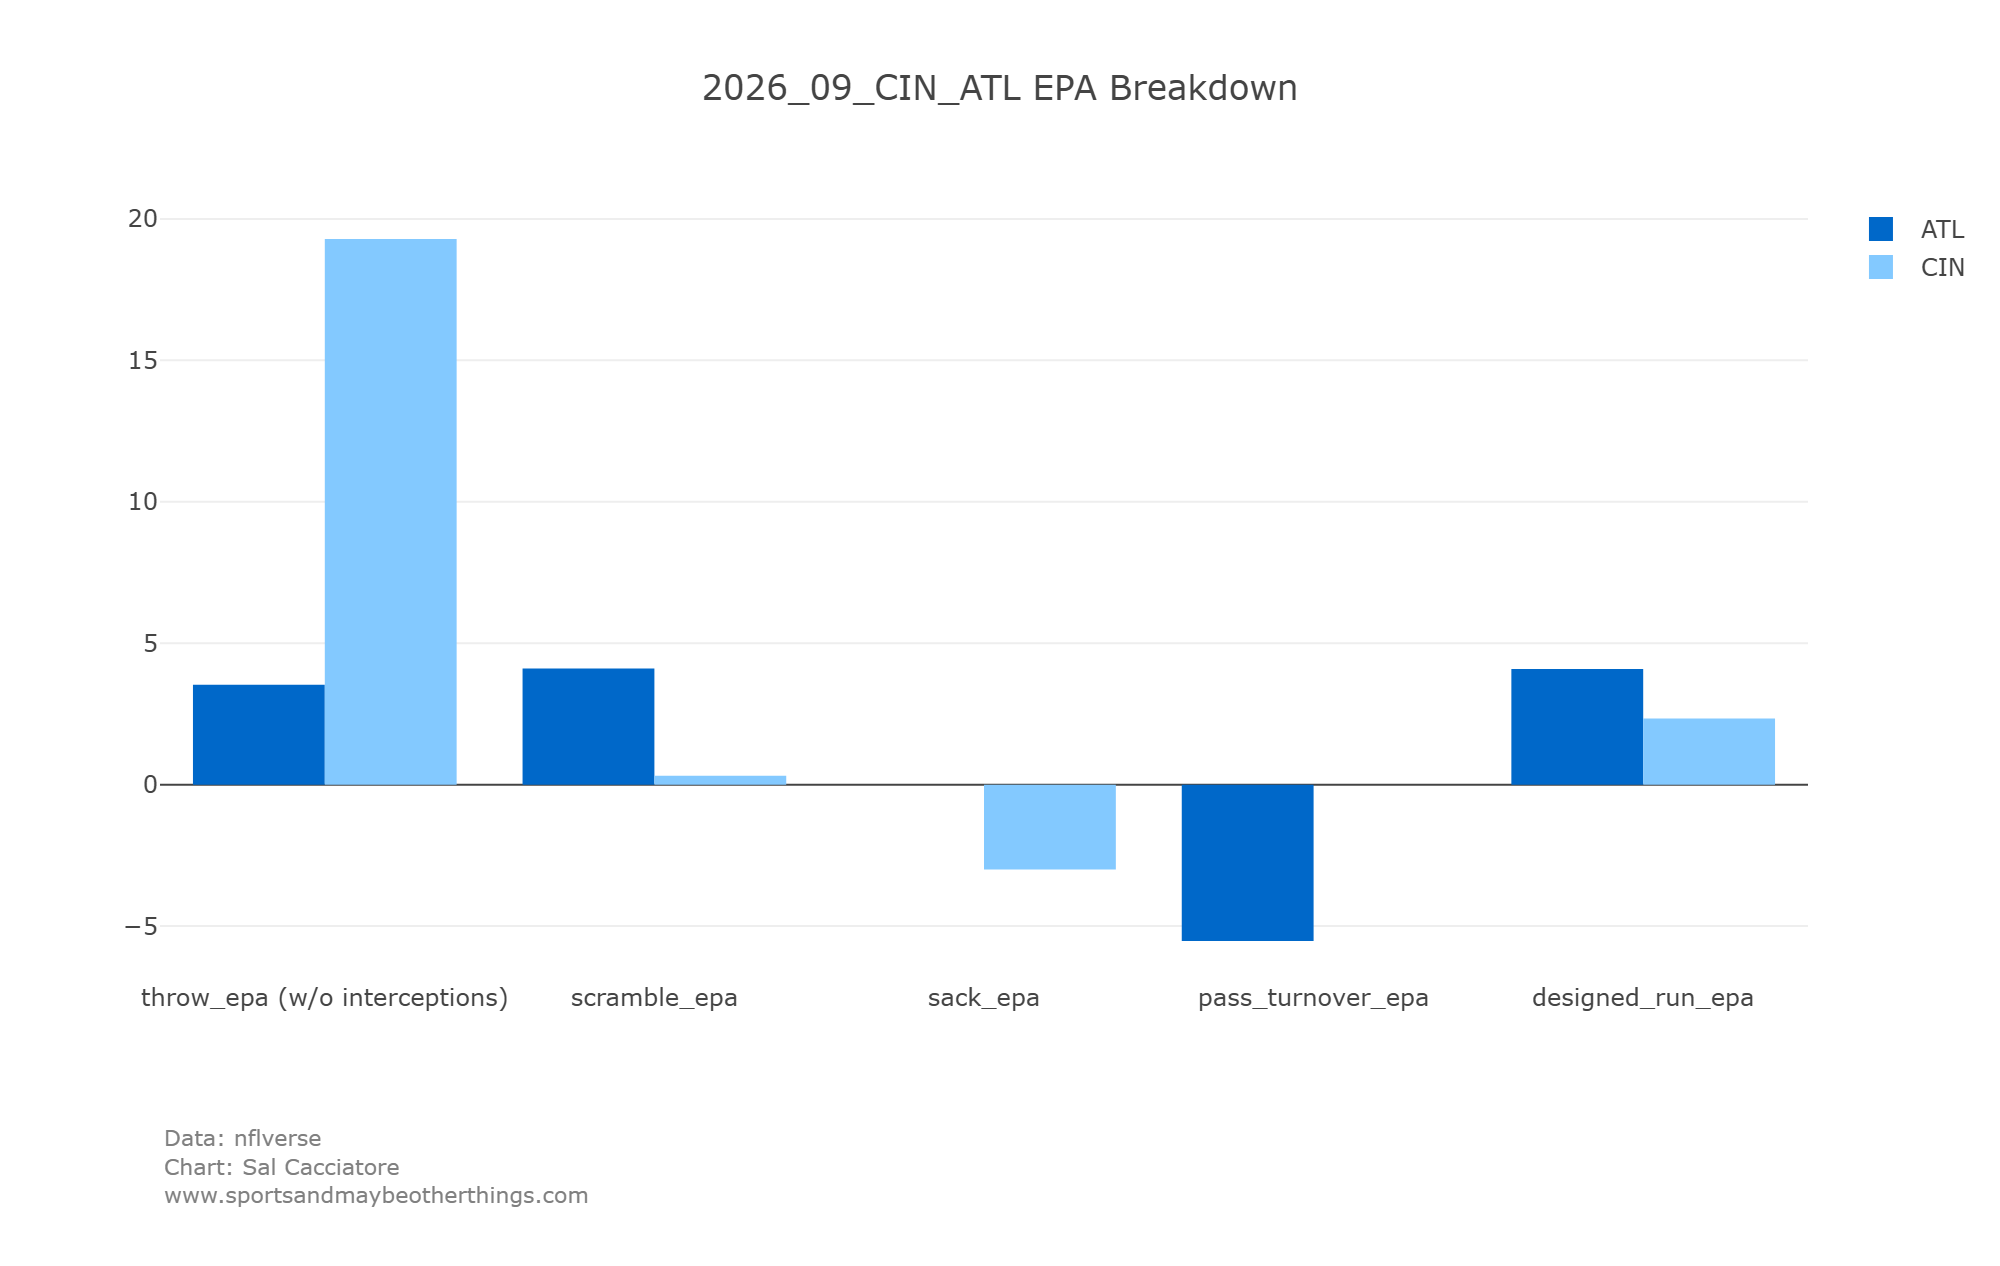 2026_09_CIN_ATL EPA Breakdown
20
15
10
5
0
−5
ATL
CIN
throw_epa (w/o interceptions)
scramble_epa
sack_epa
pass_turnover_epa
designed_run_epa
Data: nflverse
Chart: Sal Cacciatore
www.sportsandmaybeotherthings.com